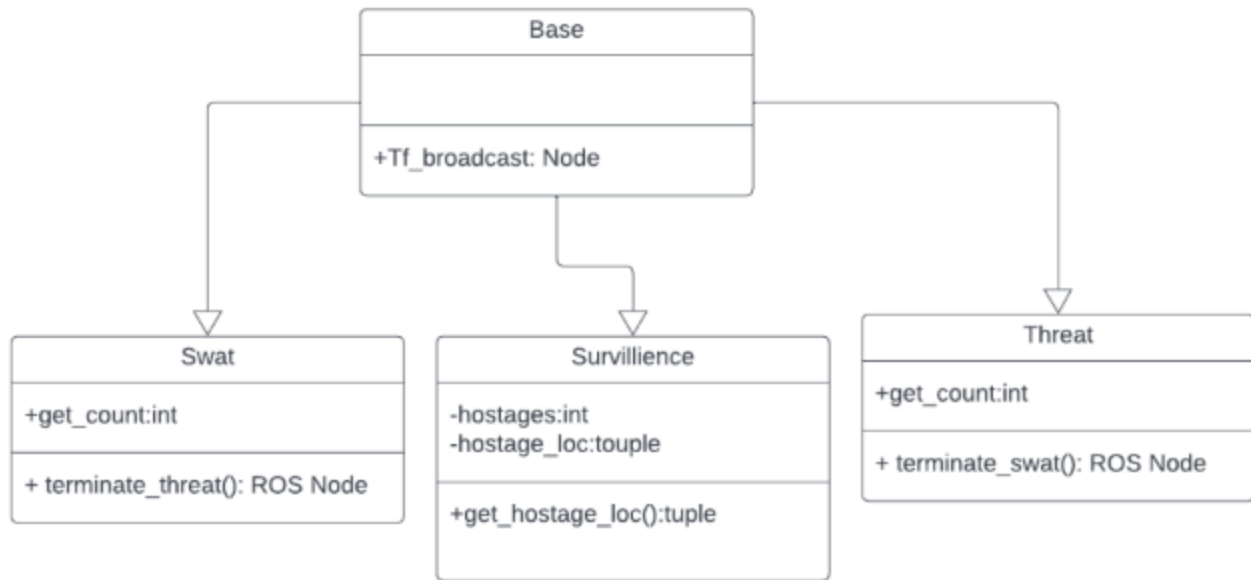 Base
+Tf_broadcast: Node
Swat
+get_count:int
+ terminate_threat(): ROS Node
Survillience
-hostages:int
-hostage_loc:touple
+get_hostage_loc():tuple
Threat
+get_count:int
+ terminate_swat(): ROS Node